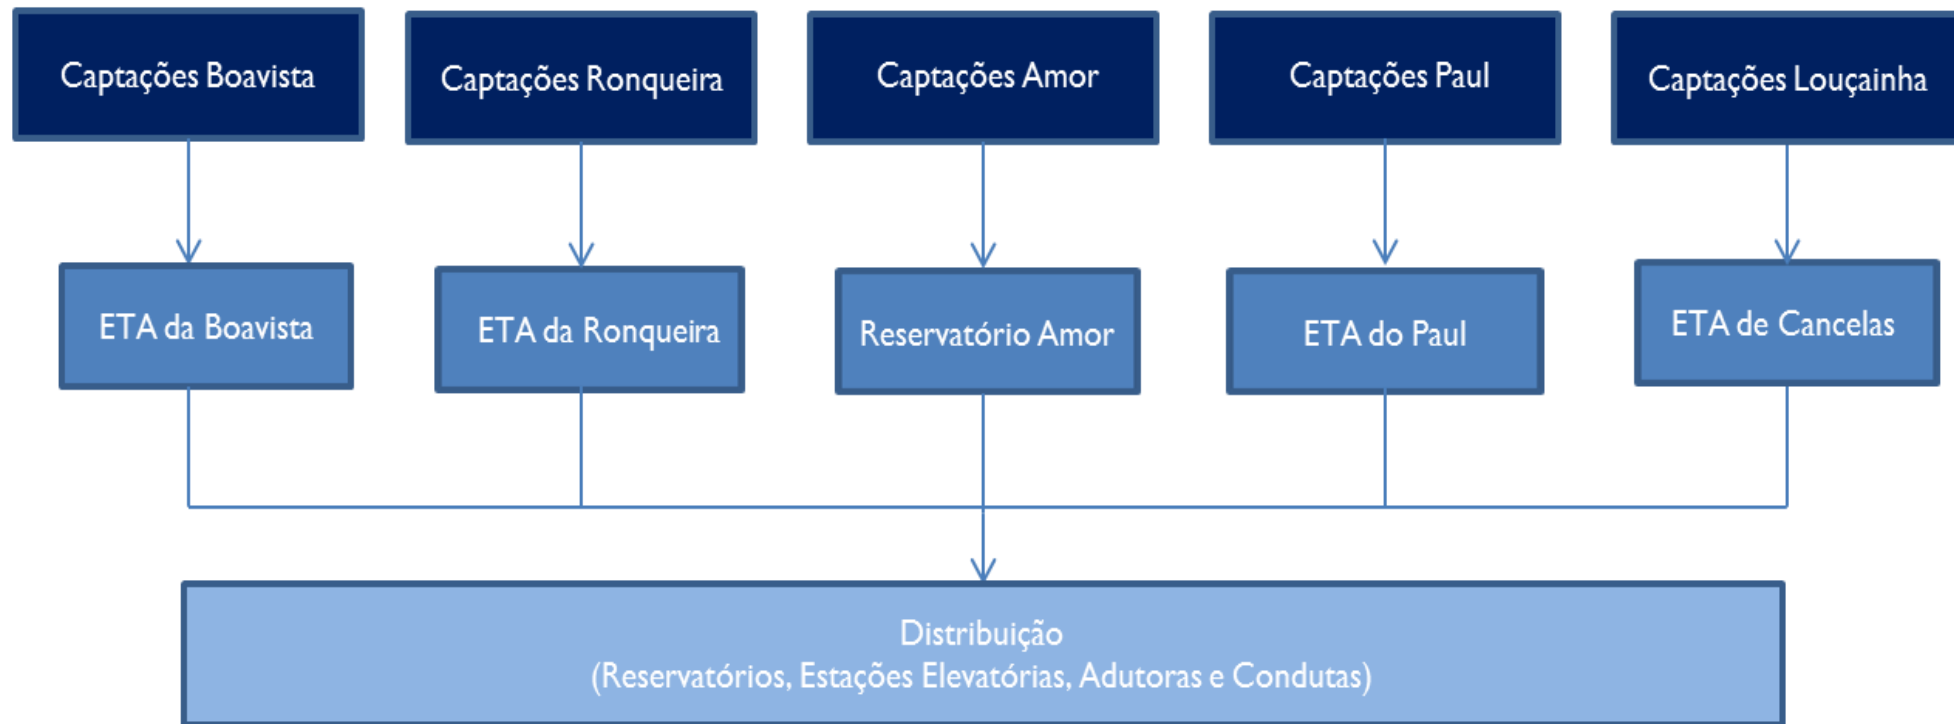 Captações Boavista
Captações Ronqueira
Captações Amor
Captações Paul
Captações Louçainha
ETA da Boavista
ETA da Ronqueira
Reservatório Amor
ETA do Paul
ETA de Cancelas
Distribuição
(Reservatórios, Estações Elevatórias, Adutoras e Condutas)